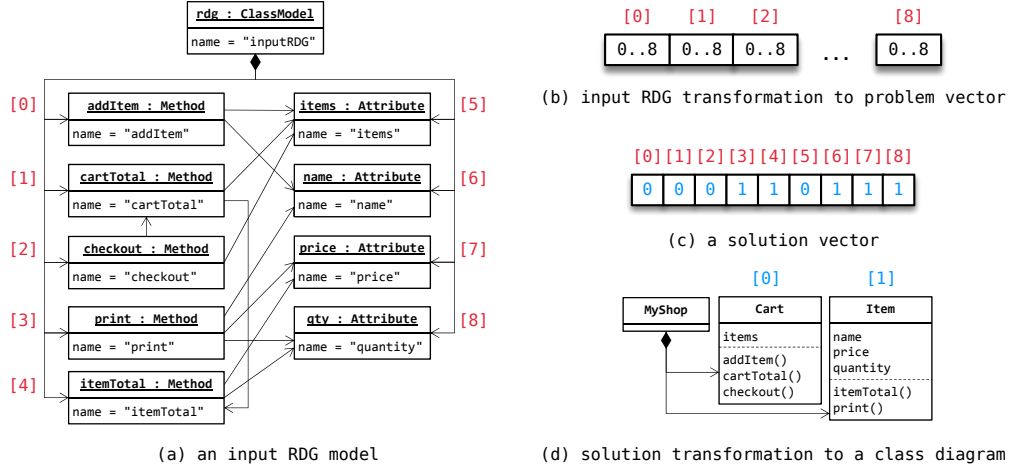 rdg : ClassModel
name = "inputRDG"
[0]
addItem : Method
name = "addItem"
items : Attribute
name = "items"
[5]
[1]
cartTotal : Method
name = "cartTotal"
name : Attribute
name = "name"
[6]
[2]
checkout : Method
name = "checkout"
price : Attribute
name = "price"
[7]
[3]
print : Method
name = "print"
qty : Attribute
name = "quantity"
[8]
[4]
itemTotal : Method
name = "itemTotal"
(a) an input RDG model
[0] [1] [2] [8]
0..8 0..8 0..8 ... 0..8
(b) input RDG transformation to problem vector
[0] [1] [2] [3] [4] [5] [6] [7] [8]
0 0 0 1 1 0 1 1 1
(c) a solution vector
[0] [1]
MyShop
Cart
items
addItem()
cartTotal()
checkout()
Item
name
price
quantity
itemTotal()
print()
(d) solution transformation to a class diagram